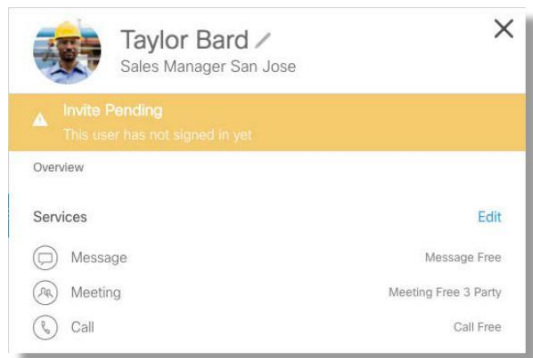 Taylor Bard
Sales Manager San Jose
Invite Pending
This user has not signed in yet
Overview
Services Edit
Message Message Free
Meeting Meeting Free 3 Party
Call Call Free